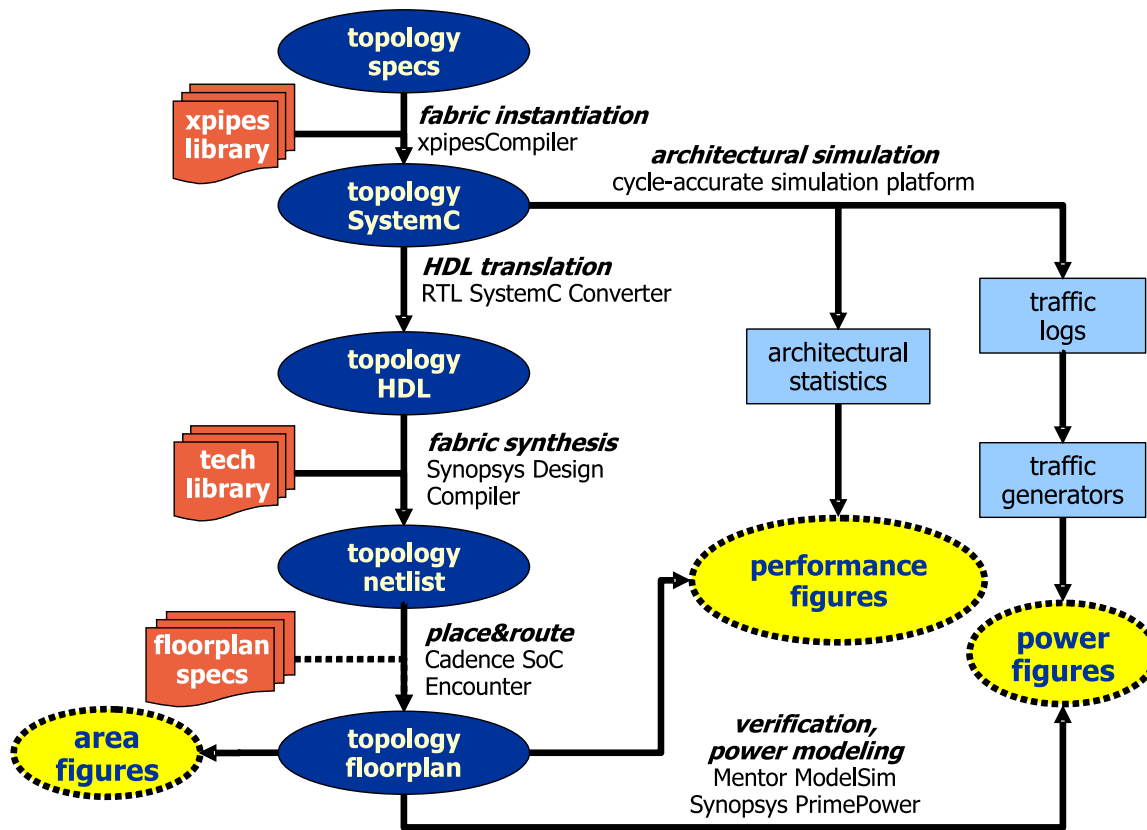 topology
specs
xpipes
library
fabric instantiation
xpipesCompiler
architectural simulation
cycle-accurate simulation platform
topology
SystemC
HDL translation
RTL SystemC Converter
traffic
logs
topology
HDL
architectural
statistics
fabric synthesis
Synopsys Design
Compiler
tech
library
traffic
generators
topology
netlist
performance
figures
place&route
Cadence SoC
Encounter
floorplan
specs
power
figures
area
figures
topology
floorplan
verification,
power modeling
Mentor ModelSim
Synopsys PrimePower